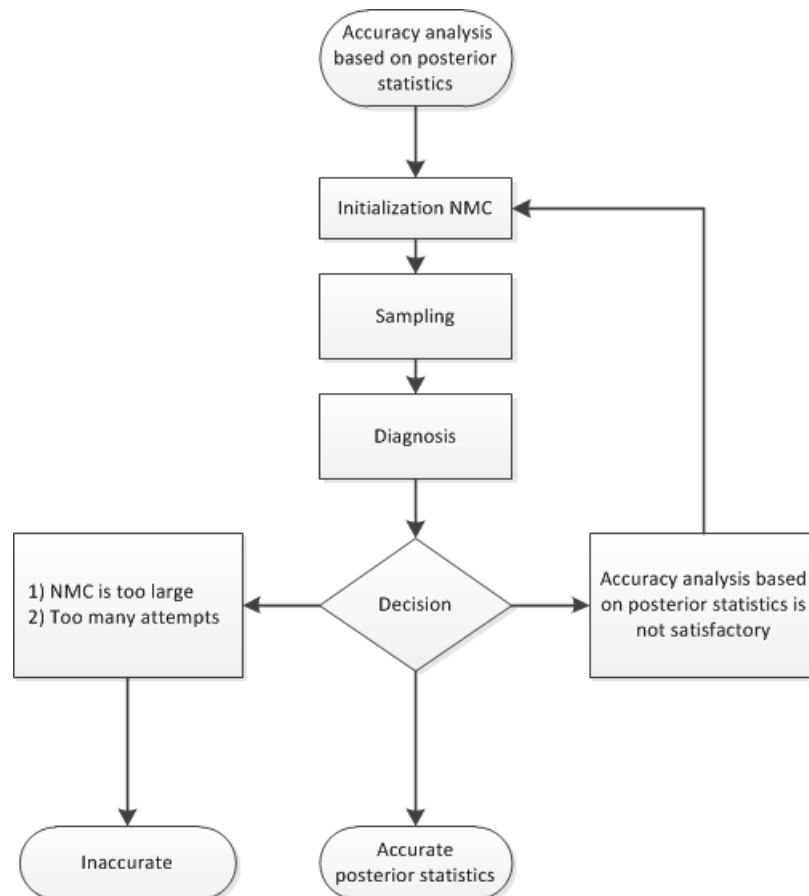 Accuracy analysis
based on posterior
statistics
Initialization NMC
Sampling
Diagnosis
1) NMC is too large
2) Too many attempts
Decision
Accuracy analysis based
on posterior statistics is
not satisfactory
Inaccurate
Accurate
posterior statistics